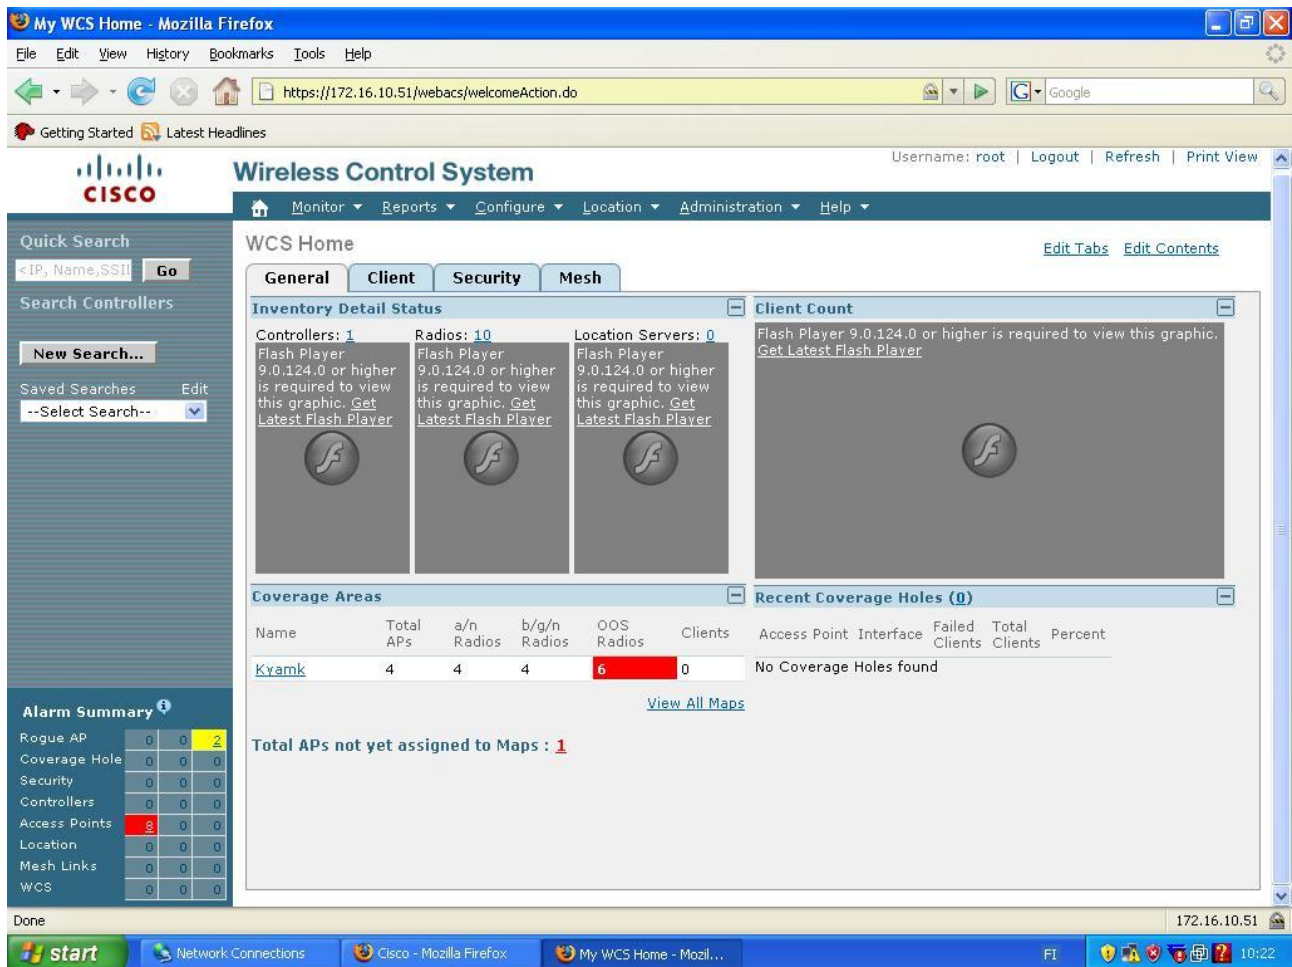 My WCS Home - Mozilla Firefox
File Edit View History Bookmarks Tools Help
https://172.16.10.51/webacs/welcomeAction.do
G Google
Getting Started Latest Headlines
CISCO
Wireless Control System
Username: root | Logout | Refresh | Print View
Monitor Reports Configure Location Administration Help
Quick Search
<IP, Name,SSI Go
Search Controllers
New Search...
Saved Searches Edit
--Select Search--
WCS Home
Edit Tabs Edit Contents
General Client Security Mesh
Inventory Detail Status
Controllers: 1
Flash Player
9.0.124.0 or
higher
is required to
view
this graphic. Get
Latest Flash Player
Radios: 10
Flash Player
9.0.124.0 or higher
is required to view
this graphic. Get
Latest Flash Player
Location Servers: 0
Flash Player
9.0.124.0 or higher
is required to view
this graphic. Get
Latest Flash Player
Client Count
Flash Player 9.0.124.0 or higher is required to view this graphic.
Get Latest Flash Player
Coverage Areas
Name Total APs a/n Radios b/g/n Radios OOS Radios Clients
Kyamk 4 4 4 6 0
View All Maps
Total APs not yet assigned to Maps : 1
Recent Coverage Holes (0)
Access Point Interface Failed Clients Total Clients Percent
No Coverage Holes found
Alarm Summary
Rogue AP 0 0 2
Coverage Hole 0 0 0
Security 0 0 0
Controllers 0 0 0
Access Points 8 0 0
Location 0 0 0
Mesh Links 0 0 0
WCS 0 0 0
Done
172.16.10.51
start Network Connections Cisco - Mozilla Firefox My WCS Home - Mozil... FI 10:22